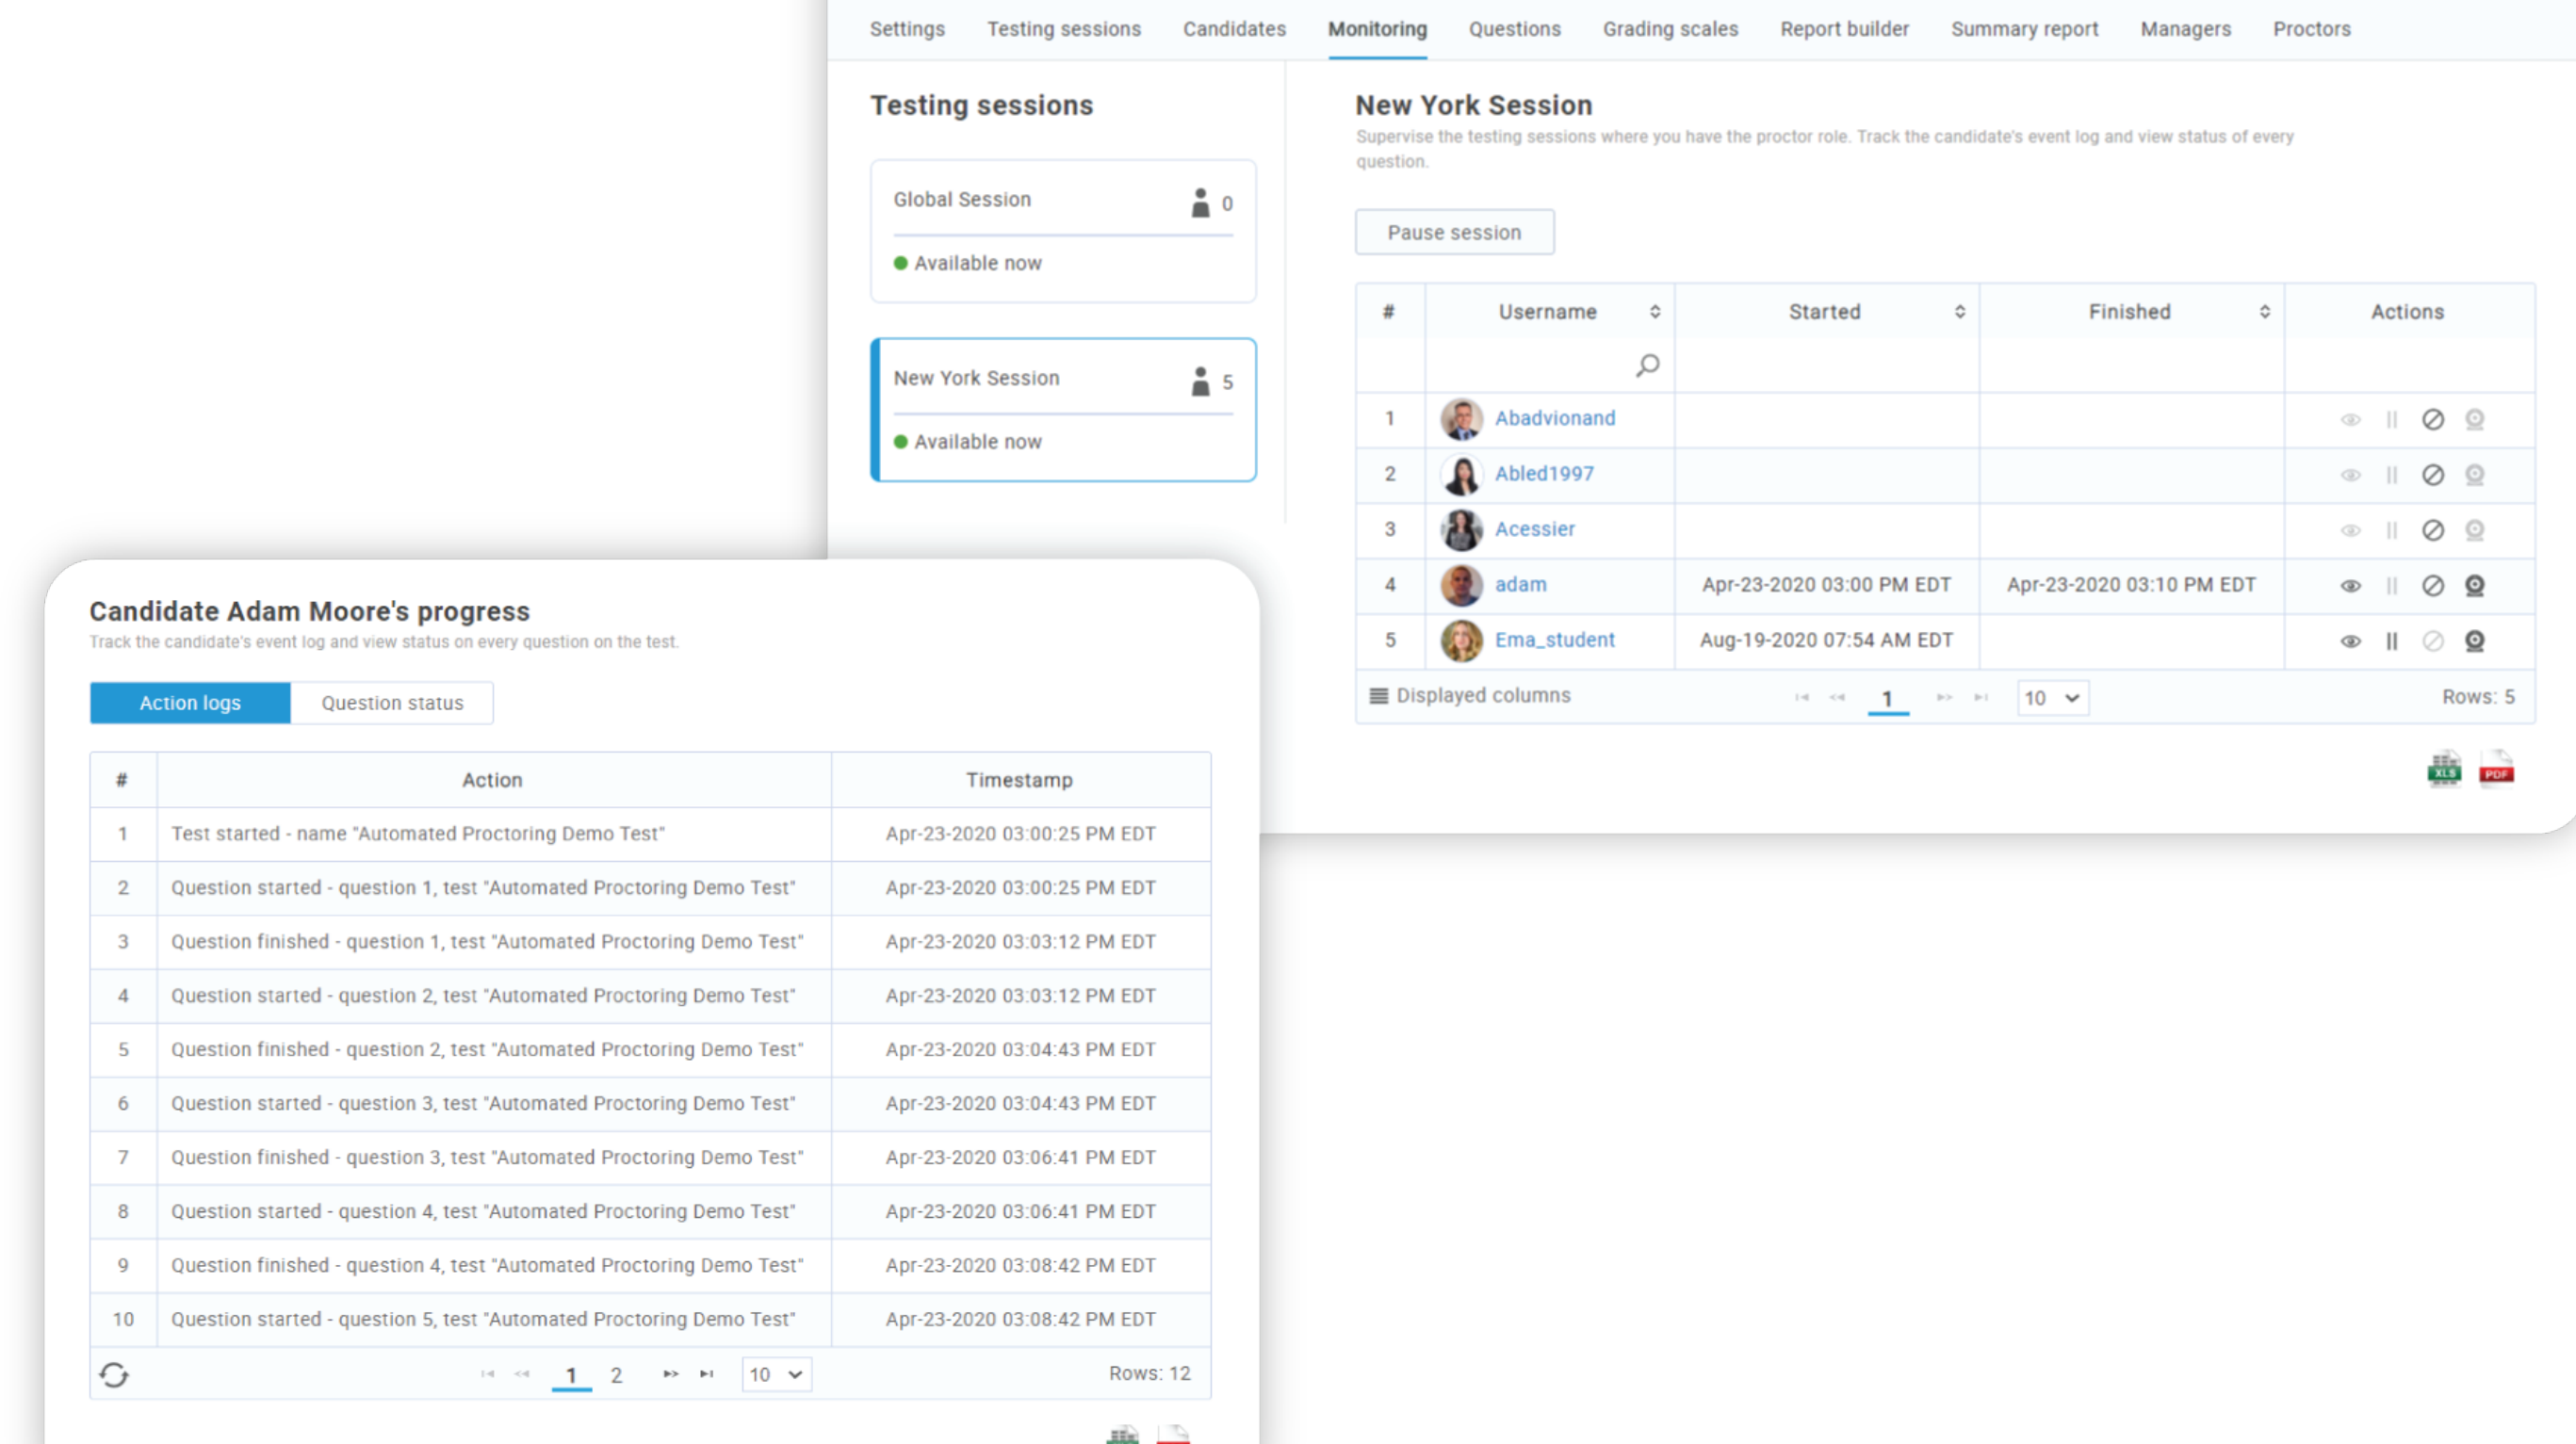 Settings Testing sessions Candidates Monitoring Questions Grading scales Report builder Summary report Managers Proctors
Testing sessions
Global Session 0
Available now
New York Session 5
Available now
New York Session
Supervise the testing sessions where you have the proctor role. Track the candidate's event log and view status of every
question.
Pause session
# Username Started Finished Actions
1 Abadvionand
2 Abled1997
3 Acessier
4 adam Apr-23-2020 03:00 PM EDT Apr-23-2020 03:10 PM EDT
5 Ema_student Aug-19-2020 07:54 AM EDT
Displayed columns 1 10 Rows: 5
XLS PDF
Candidate Adam Moore's progress
Track the candidate's event log and view status on every question on the test.
Action logs Question status
# Action Timestamp
1 Test started - name "Automated Proctoring Demo Test" Apr-23-2020 03:00:25 PM EDT
2 Question started - question 1, test "Automated Proctoring Demo Test" Apr-23-2020 03:00:25 PM EDT
3 Question finished - question 1, test "Automated Proctoring Demo Test" Apr-23-2020 03:03:12 PM EDT
4 Question started - question 2, test "Automated Proctoring Demo Test" Apr-23-2020 03:03:12 PM EDT
5 Question finished - question 2, test "Automated Proctoring Demo Test" Apr-23-2020 03:04:43 PM EDT
6 Question started - question 3, test "Automated Proctoring Demo Test" Apr-23-2020 03:04:43 PM EDT
7 Question finished - question 3, test "Automated Proctoring Demo Test" Apr-23-2020 03:06:41 PM EDT
8 Question started - question 4, test "Automated Proctoring Demo Test" Apr-23-2020 03:06:41 PM EDT
9 Question finished - question 4, test "Automated Proctoring Demo Test" Apr-23-2020 03:08:42 PM EDT
10 Question started - question 5, test "Automated Proctoring Demo Test" Apr-23-2020 03:08:42 PM EDT
1 2 10 Rows: 12